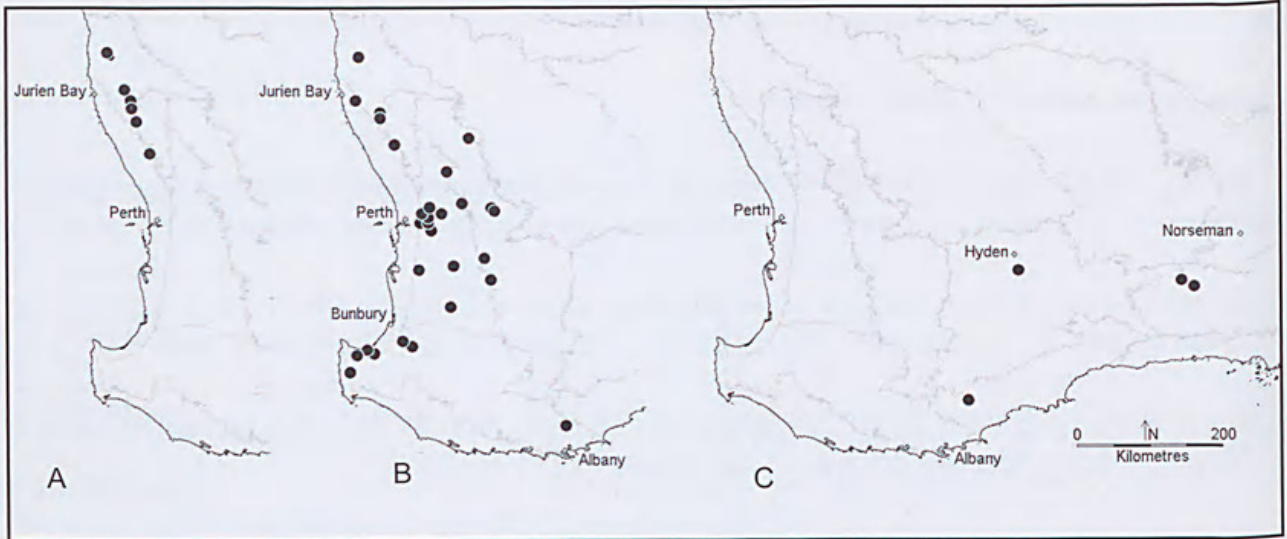 Jurien Bay
Perth
A
Jurien Bay
Perth
Bunbury
Albany
B
Perth
Hyden
Norseman
Albany
N
0 200
Kilometres
C